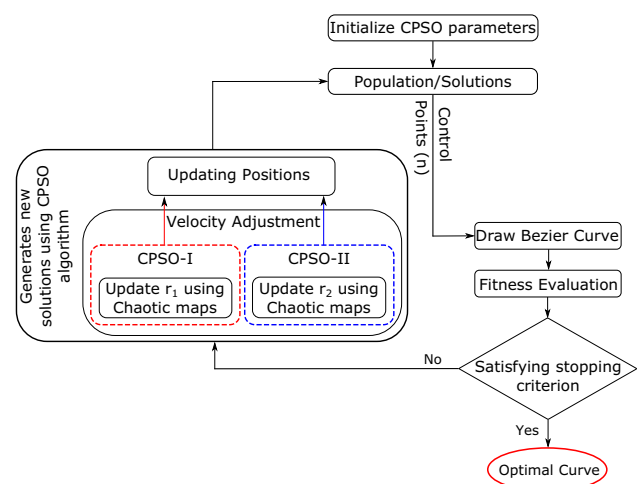 Initialize CPSO parameters
Population/Solutions
Control
Points (n)
Generates new
solutions using CPSO
algorithm
Updating Positions
Velocity Adjustment
CPSO-I
Update r₁ using
Chaotic maps
CPSO-II
Update r₂ using
Chaotic maps
Draw Bezier Curve
Fitness Evaluation
Satisfying stopping
criterion
No
Yes
Optimal Curve